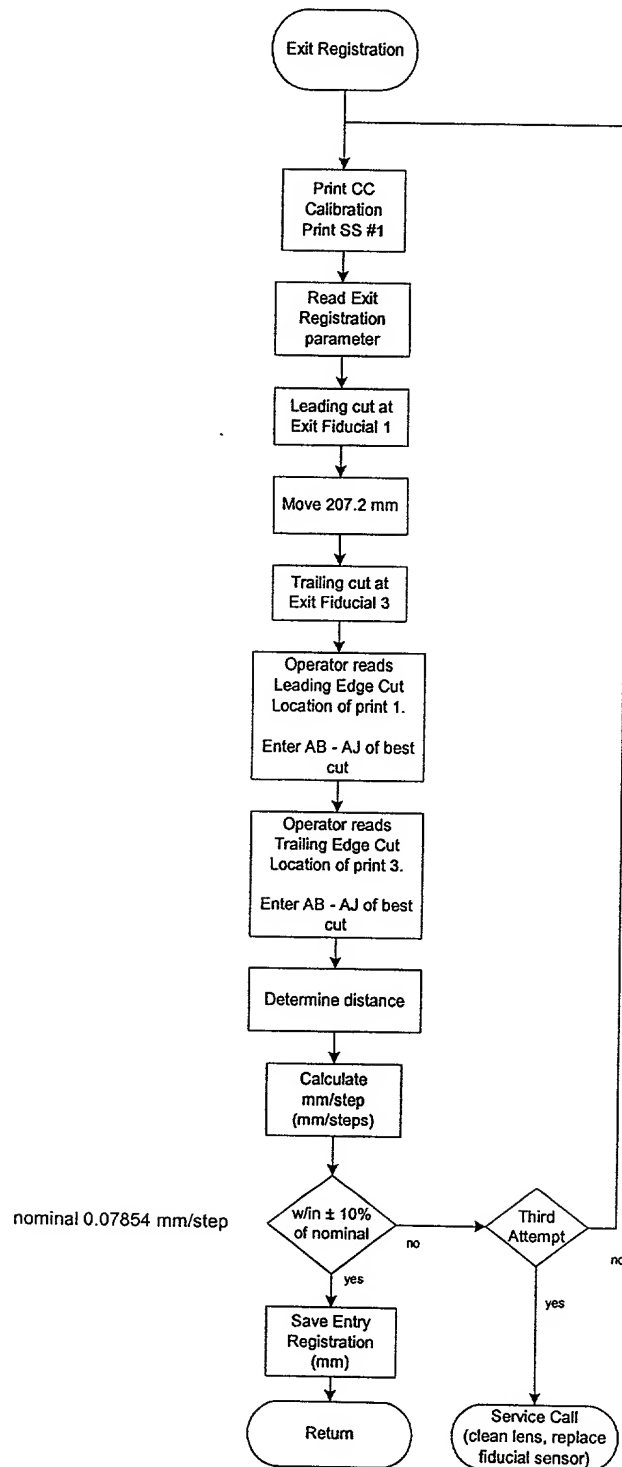 Exit Registration
Print CC
Calibration
Print SS #1
Read Exit
Registration
parameter
Leading cut at
Exit Fiducial 1
Move 207.2 mm
Trailing cut at
Exit Fiducial 3
Operator reads
Leading Edge Cut
Location of print 1.
Enter AB - AJ of best
cut
Operator reads
Trailing Edge Cut
Location of print 3.
Enter AB - AJ of best
cut
Determine distance
Calculate
mm/step
(mm/steps)
nominal 0.07854 mm/step
w/in ± 10%
of nominal
no
Third
Attempt
no
yes
yes
Save Entry
Registration
(mm)
Return
Service Call
(clean lens, replace
fiducial sensor)